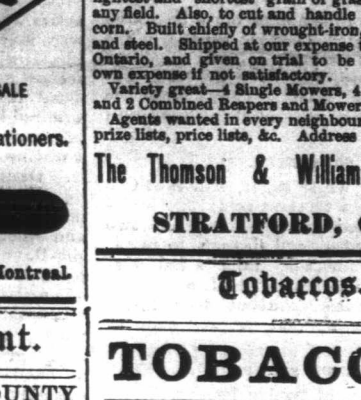 ALE
ationers.
Montreal.
nt.
OUNTY
any field. Also, to cut and handle
corn. Built chiefly of wrought-iron,
and steel. Shipped at our expense
Ontario, and given on trial to be
own expense if not satisfactory.
Variety great—4 Single Mowers, 4
and 2 Combined Reapers and Mower
Agents wanted in every neighbour
prize lists, price lists, &c. Address
The Thomson & William
STRATFORD,
Tobaccos.
TOBACC